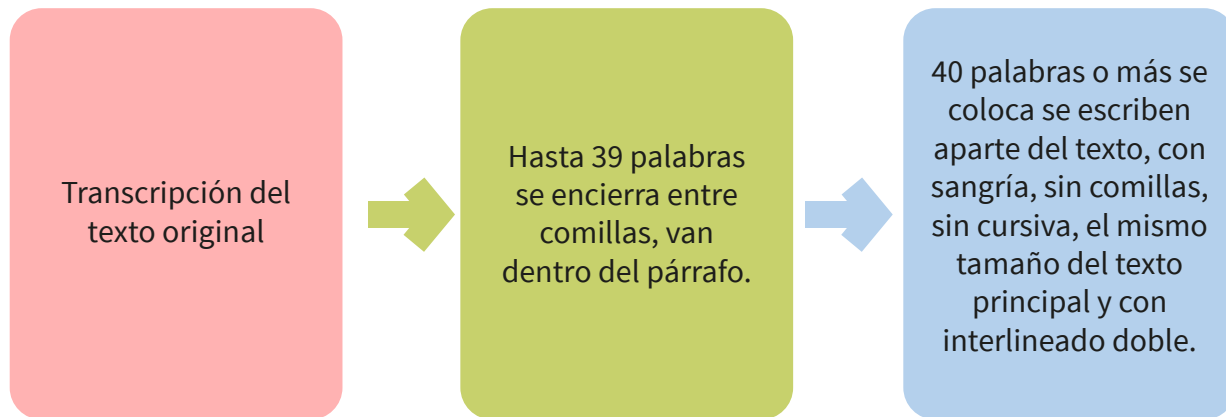 Transcripción del
texto original
Hasta 39 palabras
se encierra entre
comillas, van
dentro del párrafo.
40 palabras o más se
coloca se escriben
aparte del texto, con
sangría, sin comillas,
sin cursiva, el mismo
tamaño del texto
principal y con
interlineado doble.